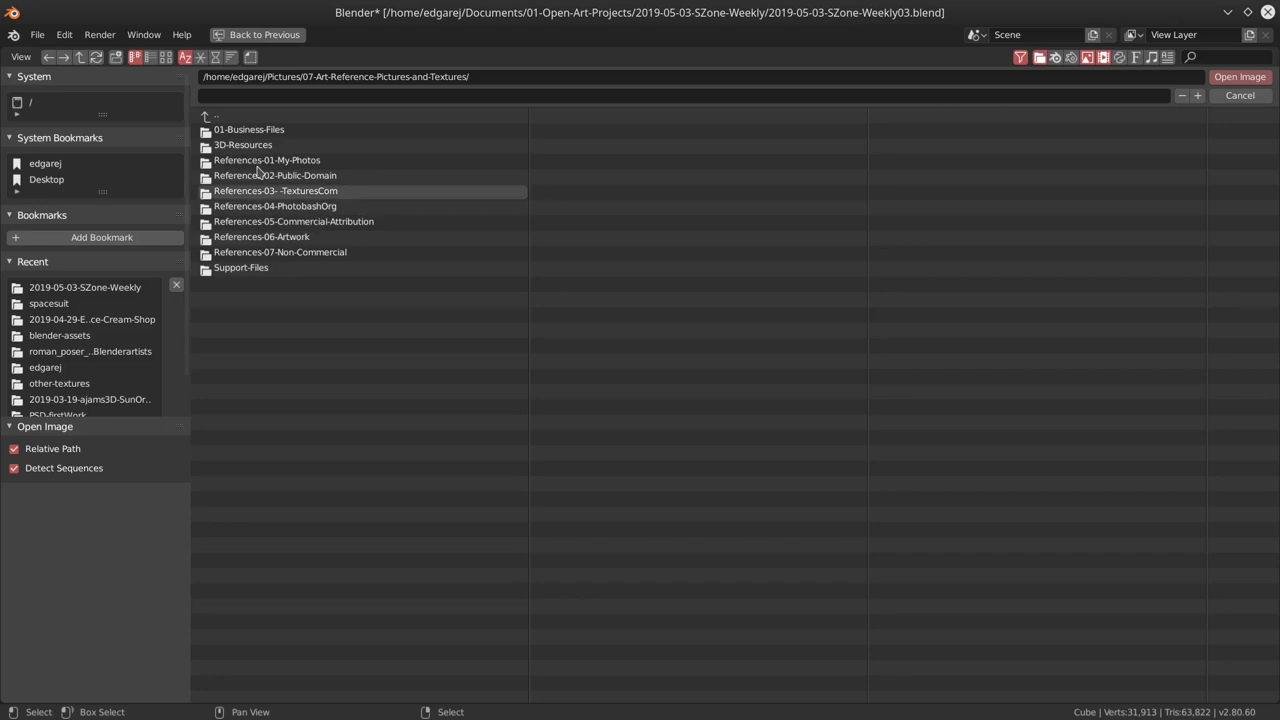 Blender* [/home/edgarej/Documents/01-Open-Art-Projects/2019-05-03-SZone-Weekly/2019-05-03-SZone-Weekly03.blend]
File Edit Render Window Help Back to Previous Scene View Layer
View
System
/
System Bookmarks
edgarej
Desktop
Bookmarks
+ Add Bookmark
Recent
2019-05-03-SZone-Weekly
spacesuit
2019-04-29-E..ce-Cream-Shop
blender-assets
roman_poser_..Blenderartists
edgarej
other-textures
2019-03-19-ajams3D-SunOr..
PSD-firstWork
Open Image
Relative Path
Detect Sequences
/home/edgarej/Pictures/07-Art-Reference-Pictures-and-Textures/
Open Image
Cancel
..
01-Business-Files
3D-Resources
References-01-My-Photos
References-02-Public-Domain
References-03- -TexturesCom
References-04-PhotobashOrg
References-05-Commercial-Attribution
References-06-Artwork
References-07-Non-Commercial
Support-Files
Select Box Select Pan View Select Cube | Verts:31,913 | Tris:63,822 | v2.80.60